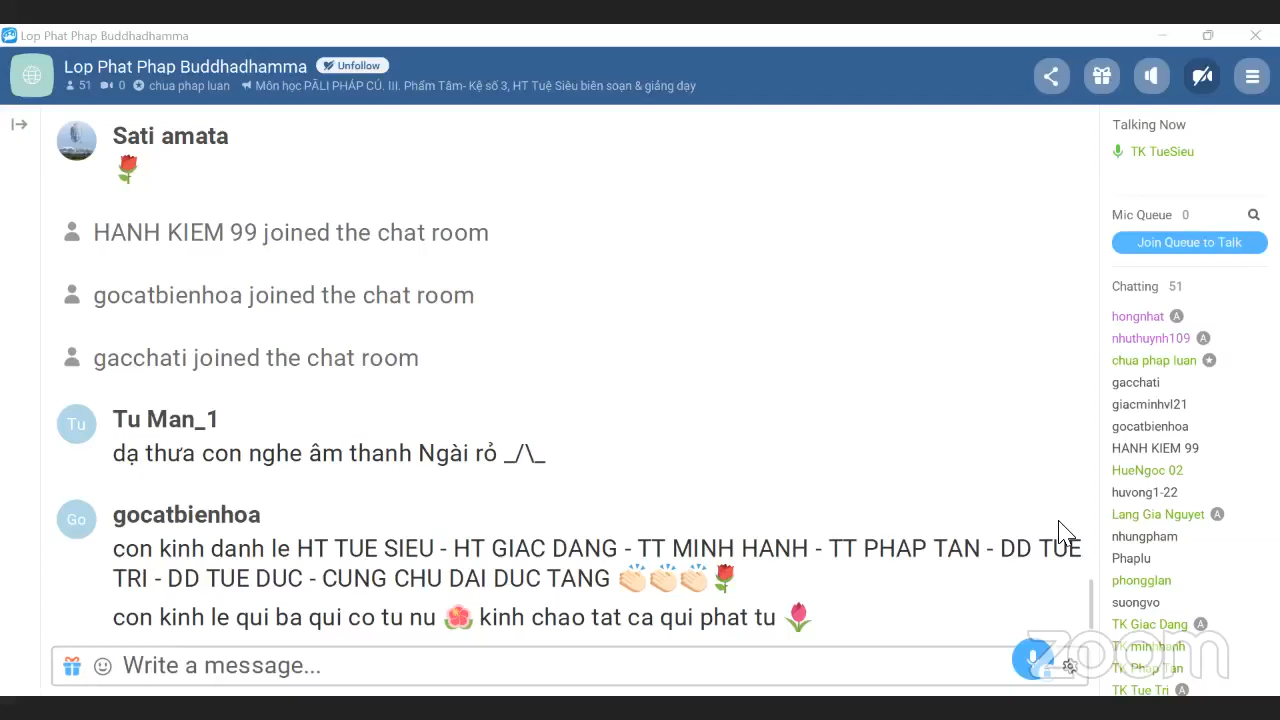 Lop Phat Phap Buddhadhamma
Lop Phat Phap Buddhadhamma Unfollow
51 0 chua phap luan Môn học PĀLI PHÁP CÚ. III. Phẩm Tâm- Kệ số 3, HT Tuệ Siêu biên soạn & giảng dạy
Sati amata
HANH KIEM 99 joined the chat room
gocatbienhoa joined the chat room
gacchati joined the chat room
Tu
Tu Man_1
dạ thưa con nghe âm thanh Ngài rỏ _/\_
Go
gocatbienhoa
con kinh danh le HT TUE SIEU - HT GIAC DANG - TT MINH HANH - TT PHAP TAN - DD TUE
TRI - DD TUE DUC - CUNG CHU DAI DUC TANG 👏🏻👏🏻👏🏻🌹
con kinh le qui ba qui co tu nu 🌺 kinh chao tat ca qui phat tu 🌷
Write a message...
Talking Now
TK TueSieu
Mic Queue 0
Join Queue to Talk
Chatting 51
hongnhat A
nhuthuynh109 A
chua phap luan
gacchati
giacminhvl21
gocatbienhoa
HANH KIEM 99
HueNgoc 02
huvong1-22
Lang Gia Nguyet A
nhungpham
Phaplu
phongglan
suongvo
TK Giac Dang A
TK minhhanh
TK Phap Tan
TK Tue Tri A
zoom